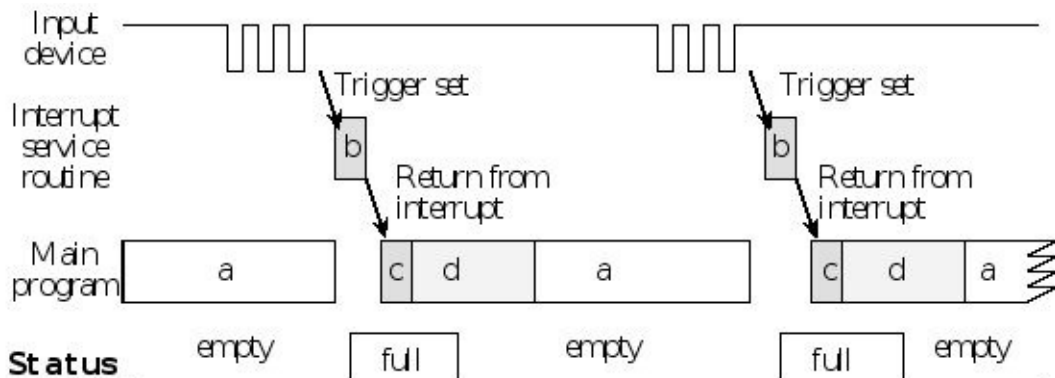 Input
device
Trigger set
Trigger set
Interrupt
service
routine
b
b
Return from
interrupt
Return from
interrupt
Main
program
a
c
d
a
c
d
a
Status
empty
full
empty
full
empty